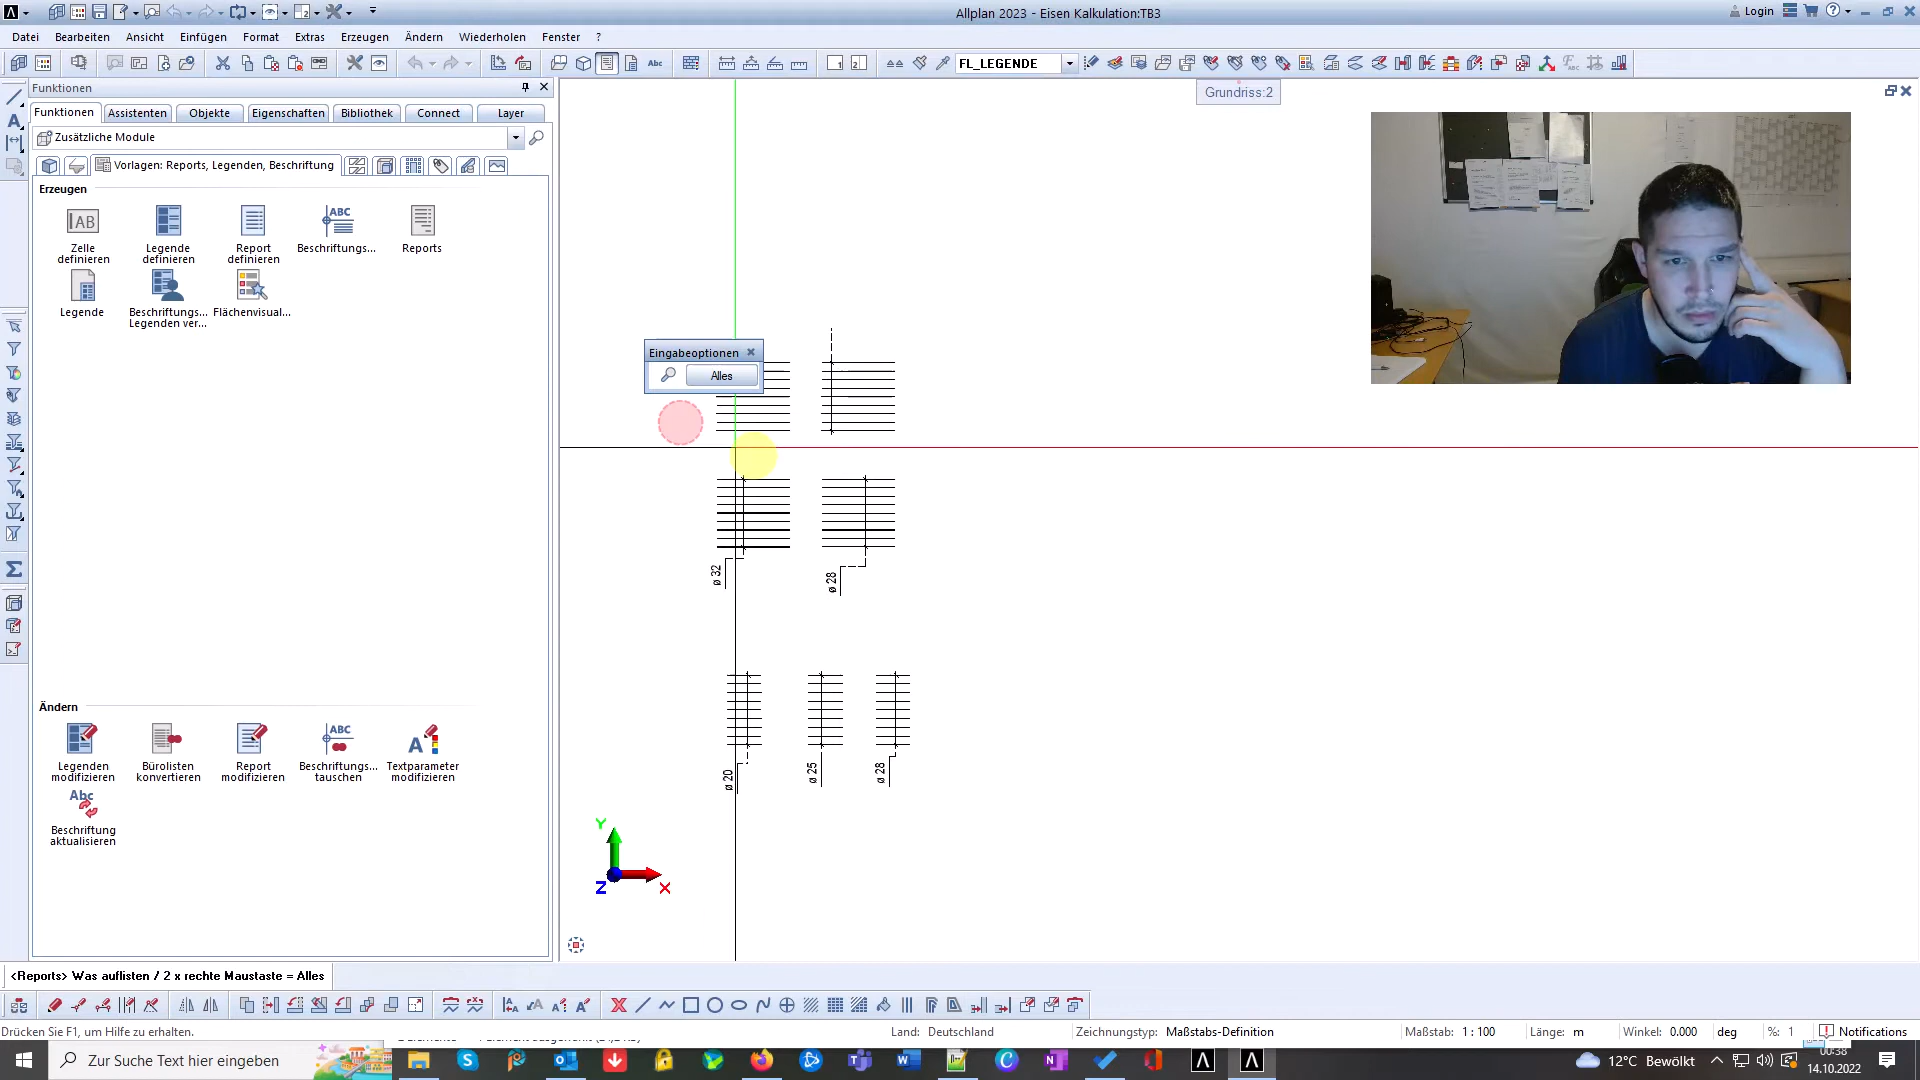 Allplan 2023 - Eisen Kalkulation:TB3
Login
Datei Bearbeiten Ansicht Einfügen Format Extras Erzeugen Ändern Wiederholen Fenster ?
Abc
1 2
FL_LEGENDE
Funktionen
Grundriss:2
Funktionen Assistenten Objekte Eigenschaften Bibliothek Connect Layer
Zusätzliche Module
Vorlagen: Reports, Legenden, Beschriftung
Erzeugen
Zelle definieren
Legende definieren
Report definieren
Beschriftungs...
Reports
Legende
Beschriftungs... Legenden ver...
Flächenvisual...
Eingabeoptionen
Alles
ø 32
ø 28
ø 20
ø 25
ø 28
Ändern
Legenden modifizieren
Bürolisten konvertieren
Report modifizieren
Beschriftungs... tauschen
Textparameter modifizieren
Beschriftung aktualisieren
Y
Z
X
<Reports> Was auflisten / 2 x rechte Maustaste = Alles
Drücken Sie F1, um Hilfe zu erhalten.
Land: Deutschland
Zeichnungstyp: Maßstabs-Definition
Maßstab: 1 : 100
Länge: m
Winkel: 0.000 deg
%: 1
Notifications
Zur Suche Text hier eingeben
12°C Bewölkt
00:38
14.10.2022